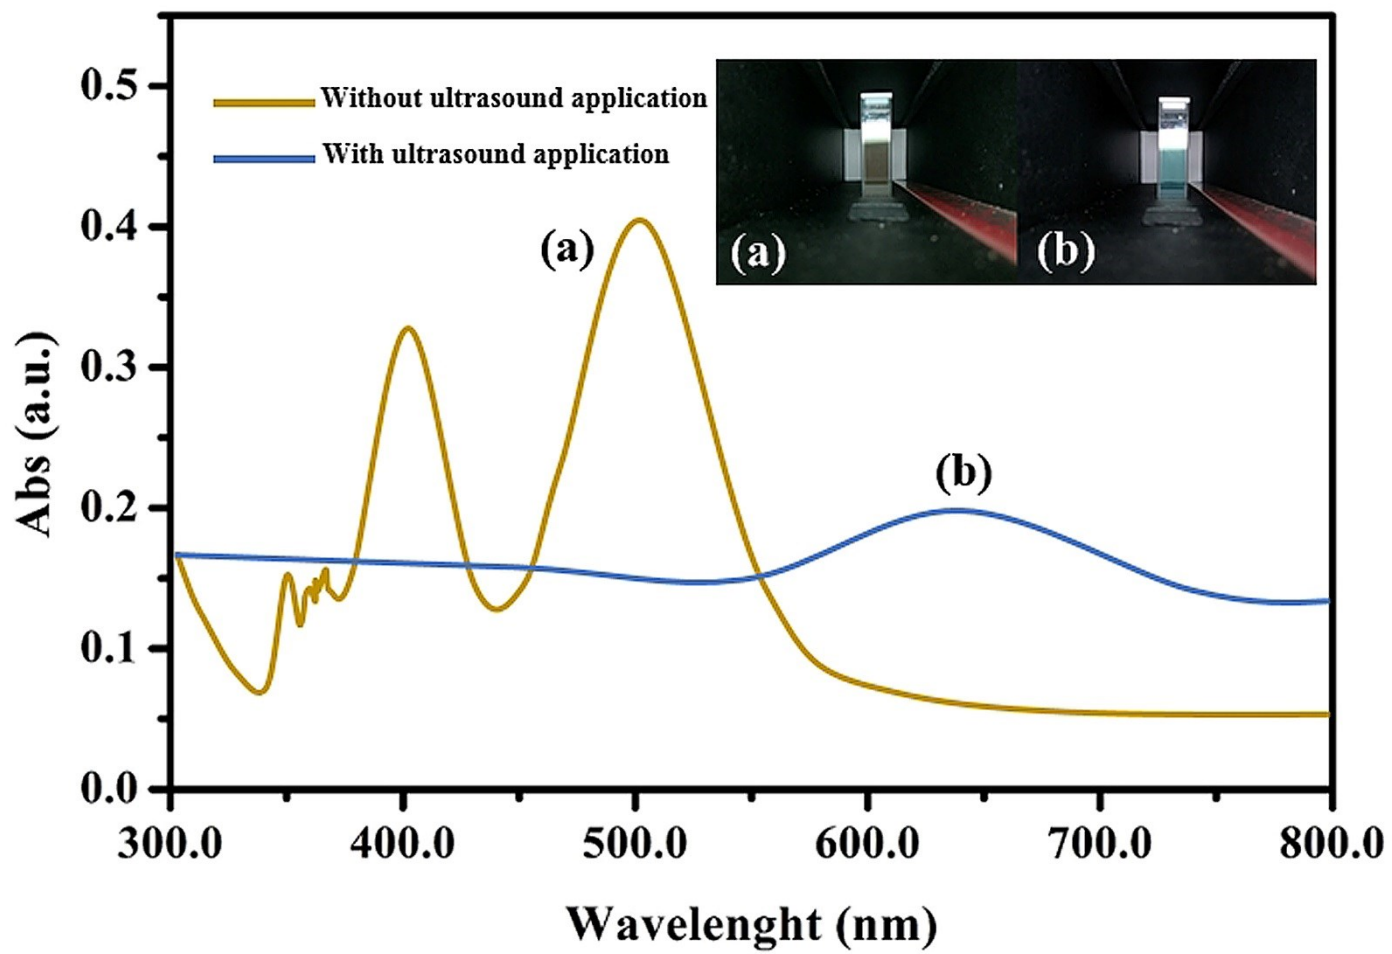 0.5
0.4
0.3
0.2
0.1
0.0
Abs (a.u.)
Without ultrasound application
With ultrasound application
(a)
(b)
(a)
(b)
300.0 400.0 500.0 600.0 700.0 800.0
Wavelenght (nm)